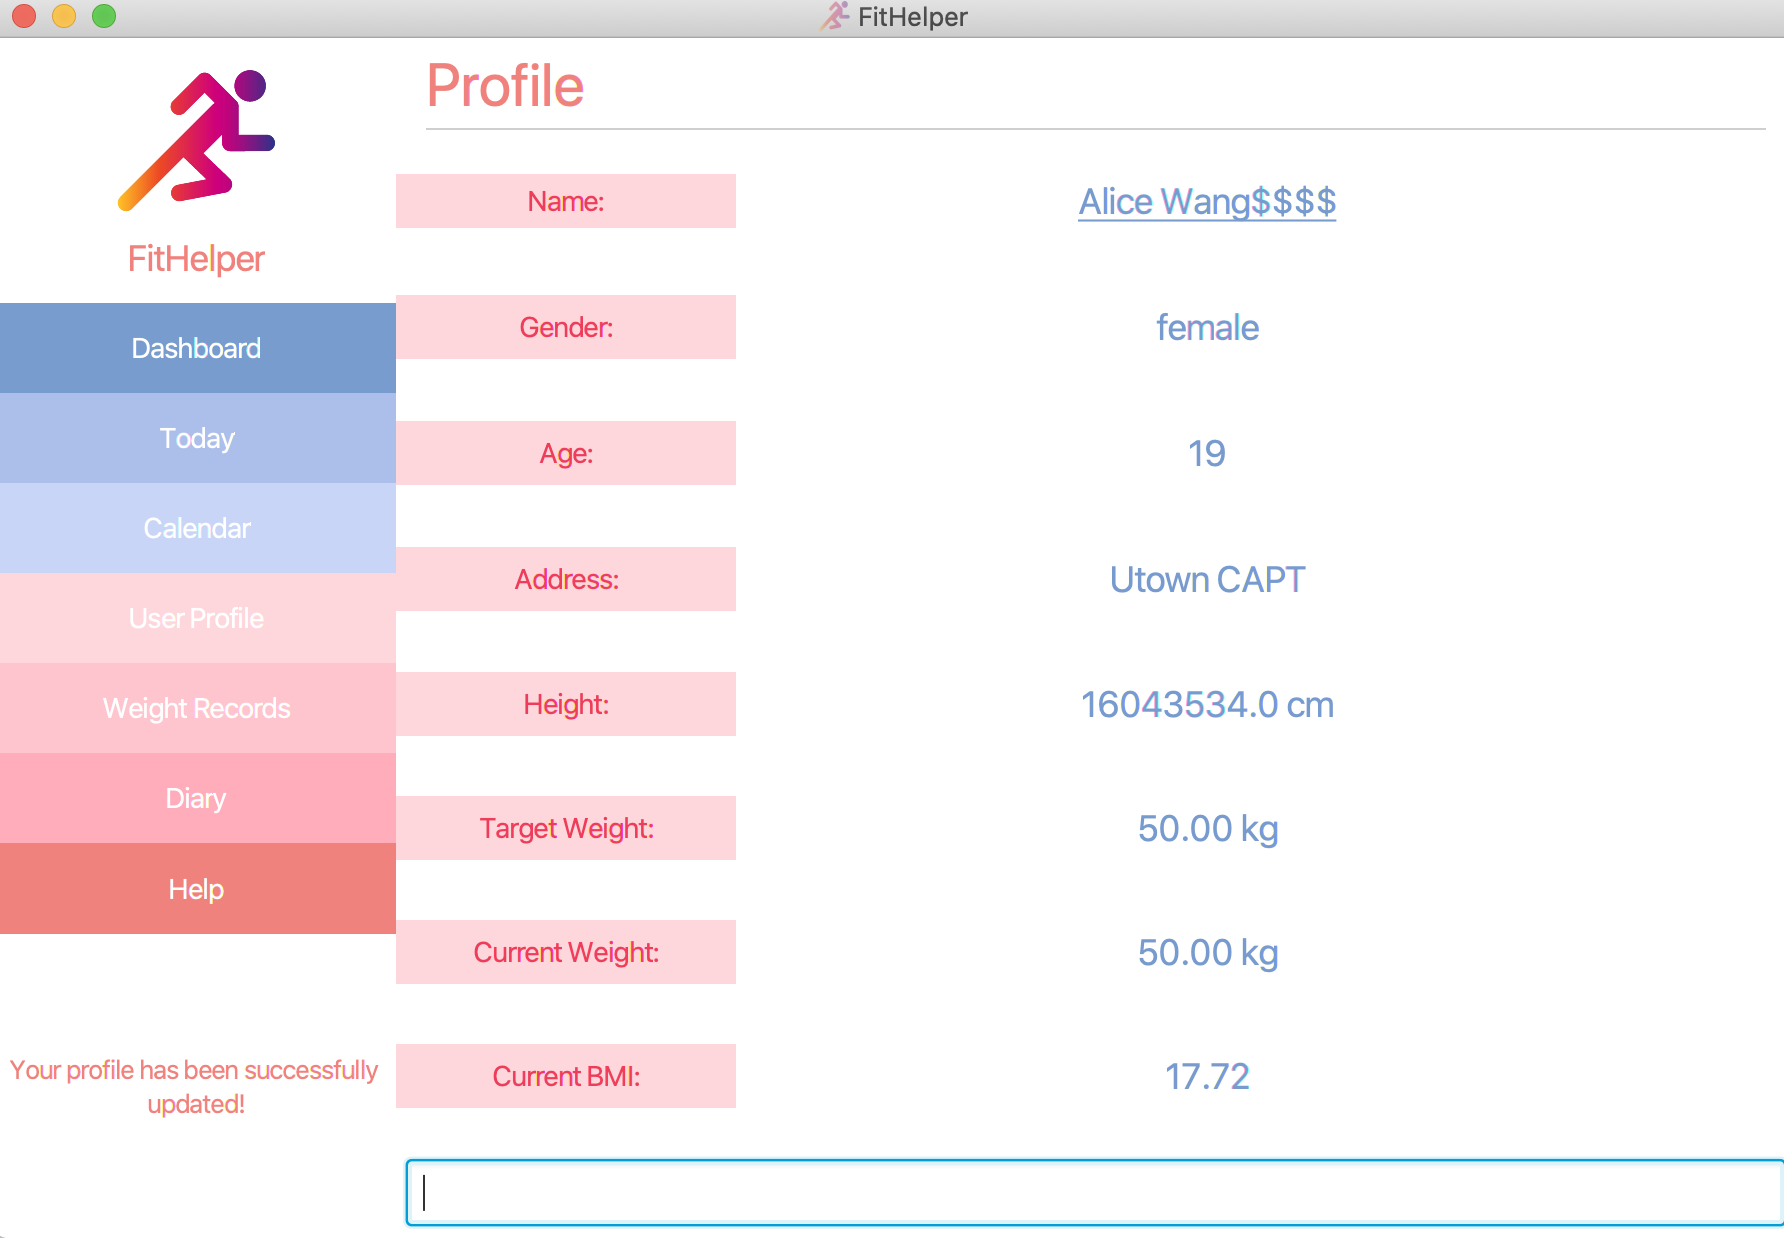 FitHelper
FitHelper
Dashboard
Today
Calendar
User Profile
Weight Records
Diary
Help
Your profile has been successfully
updated!
Profile
Name: Alice Wang$$$$
Gender: female
Age: 19
Address: Utown CAPT
Height: 16043534.0 cm
Target Weight: 50.00 kg
Current Weight: 50.00 kg
Current BMI: 17.72